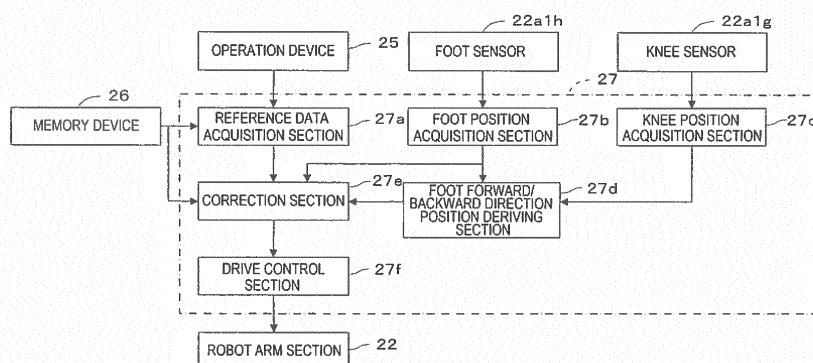 OPERATION DEVICE
25
FOOT SENSOR
22a1h
KNEE SENSOR
22a1g
27
26
MEMORY DEVICE
REFERENCE DATA
ACQUISITION SECTION
27a
FOOT POSITION
ACQUISITION SECTION
27b
KNEE POSITION
ACQUISITION SECTION
27c
CORRECTION SECTION
27e
FOOT FORWARD/
BACKWARD DIRECTION
POSITION DERIVING
SECTION
27d
DRIVE CONTROL
SECTION
27f
ROBOT ARM SECTION
22